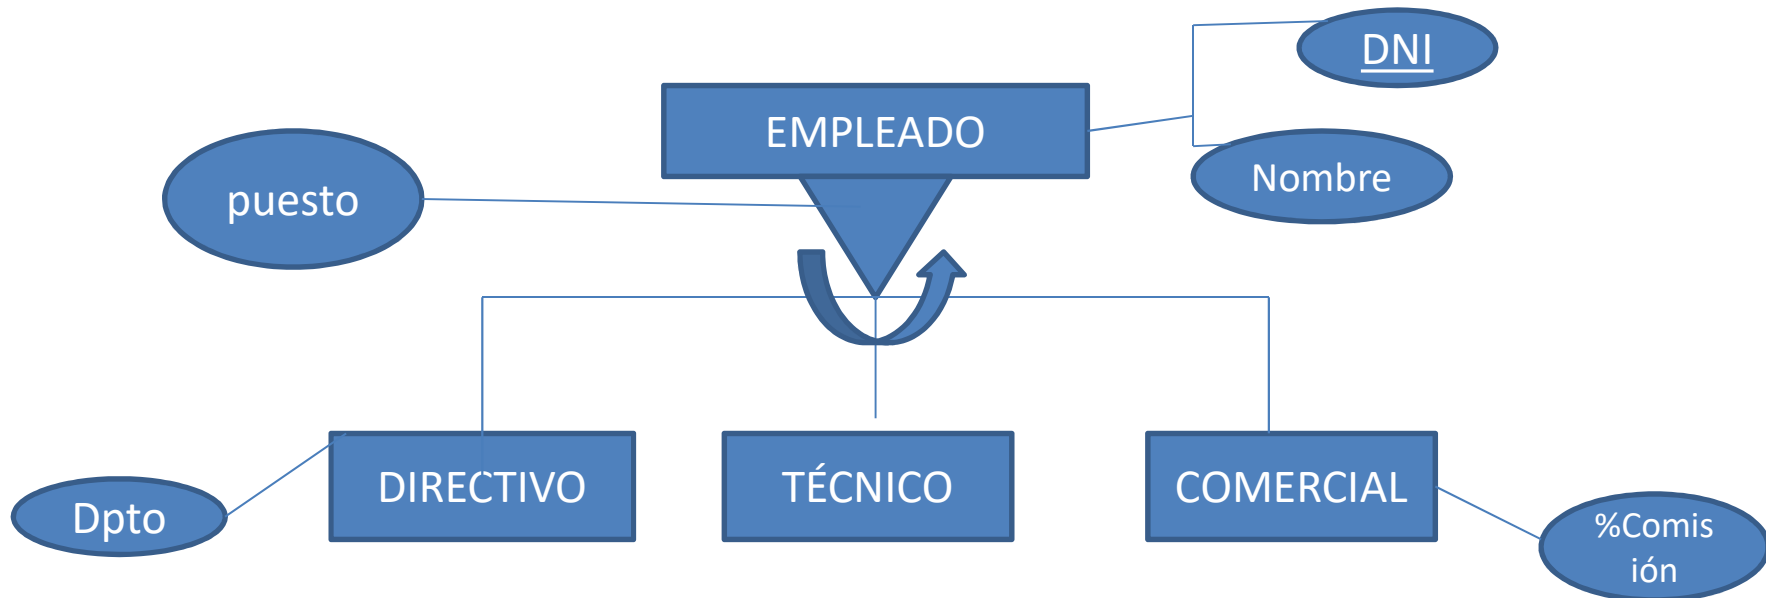 DNI
EMPLEADO
Nombre
puesto
DIRECTIVO
TÉCNICO
COMERCIAL
Dpto
%Comis
ión